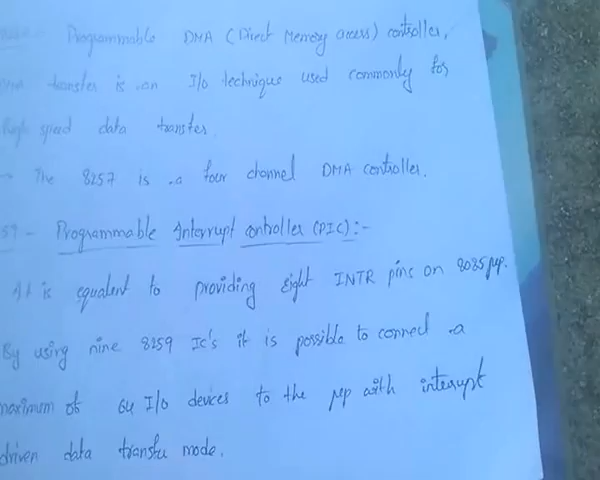 Programmable DMA (Direct Memory access) controller.
DMA transfer is an I/o technique used commonly for
high speed data transfer.
→ The 8257 is a four channel DMA controller.
59 - Programmable Interrupt controller (PIC) :-
It is equalent to providing eight INTR pins on 8085 μp.
By using nine 8259 Ic's it is possible to connect a
maximum of 64 I/o devices to the μp with interrupt
driven data transfer mode.